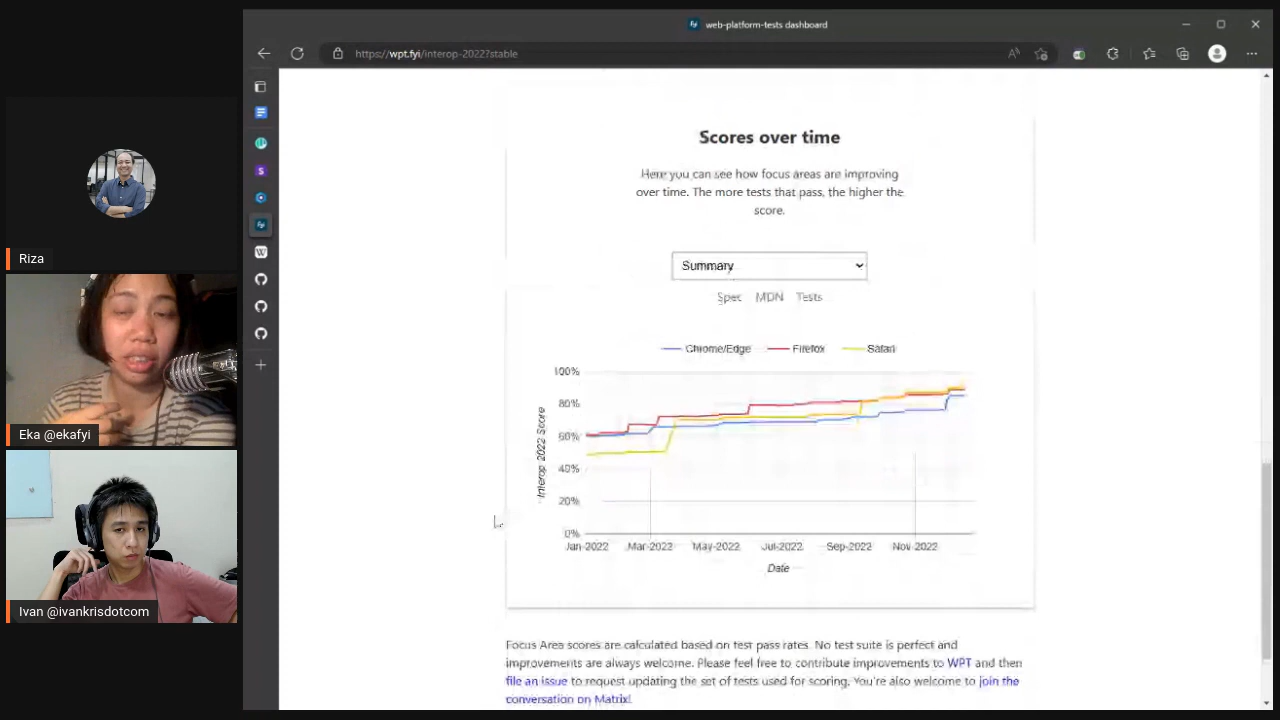 web-platform-tests dashboard
https://wpt.fyi/interop-2022?stable
Riza
Eka @ekafyi
Ivan @ivankrisdotcom
Scores over time
Here you can see how focus areas are improving
over time. The more tests that pass, the higher the
score.
Summary
Spec MDN Tests
Chrome/Edge Firefox Safari
100%
80%
60%
40%
20%
0%
Interop 2022 Score
Jan-2022 Mar-2022 May-2022 Jul-2022 Sep-2022 Nov-2022
Date
Focus Area scores are calculated based on test pass rates. No test suite is perfect and
improvements are always welcome. Please feel free to contribute improvements to WPT and then
file an issue to request updating the set of tests used for scoring. You're also welcome to join the
conversation on Matrix!